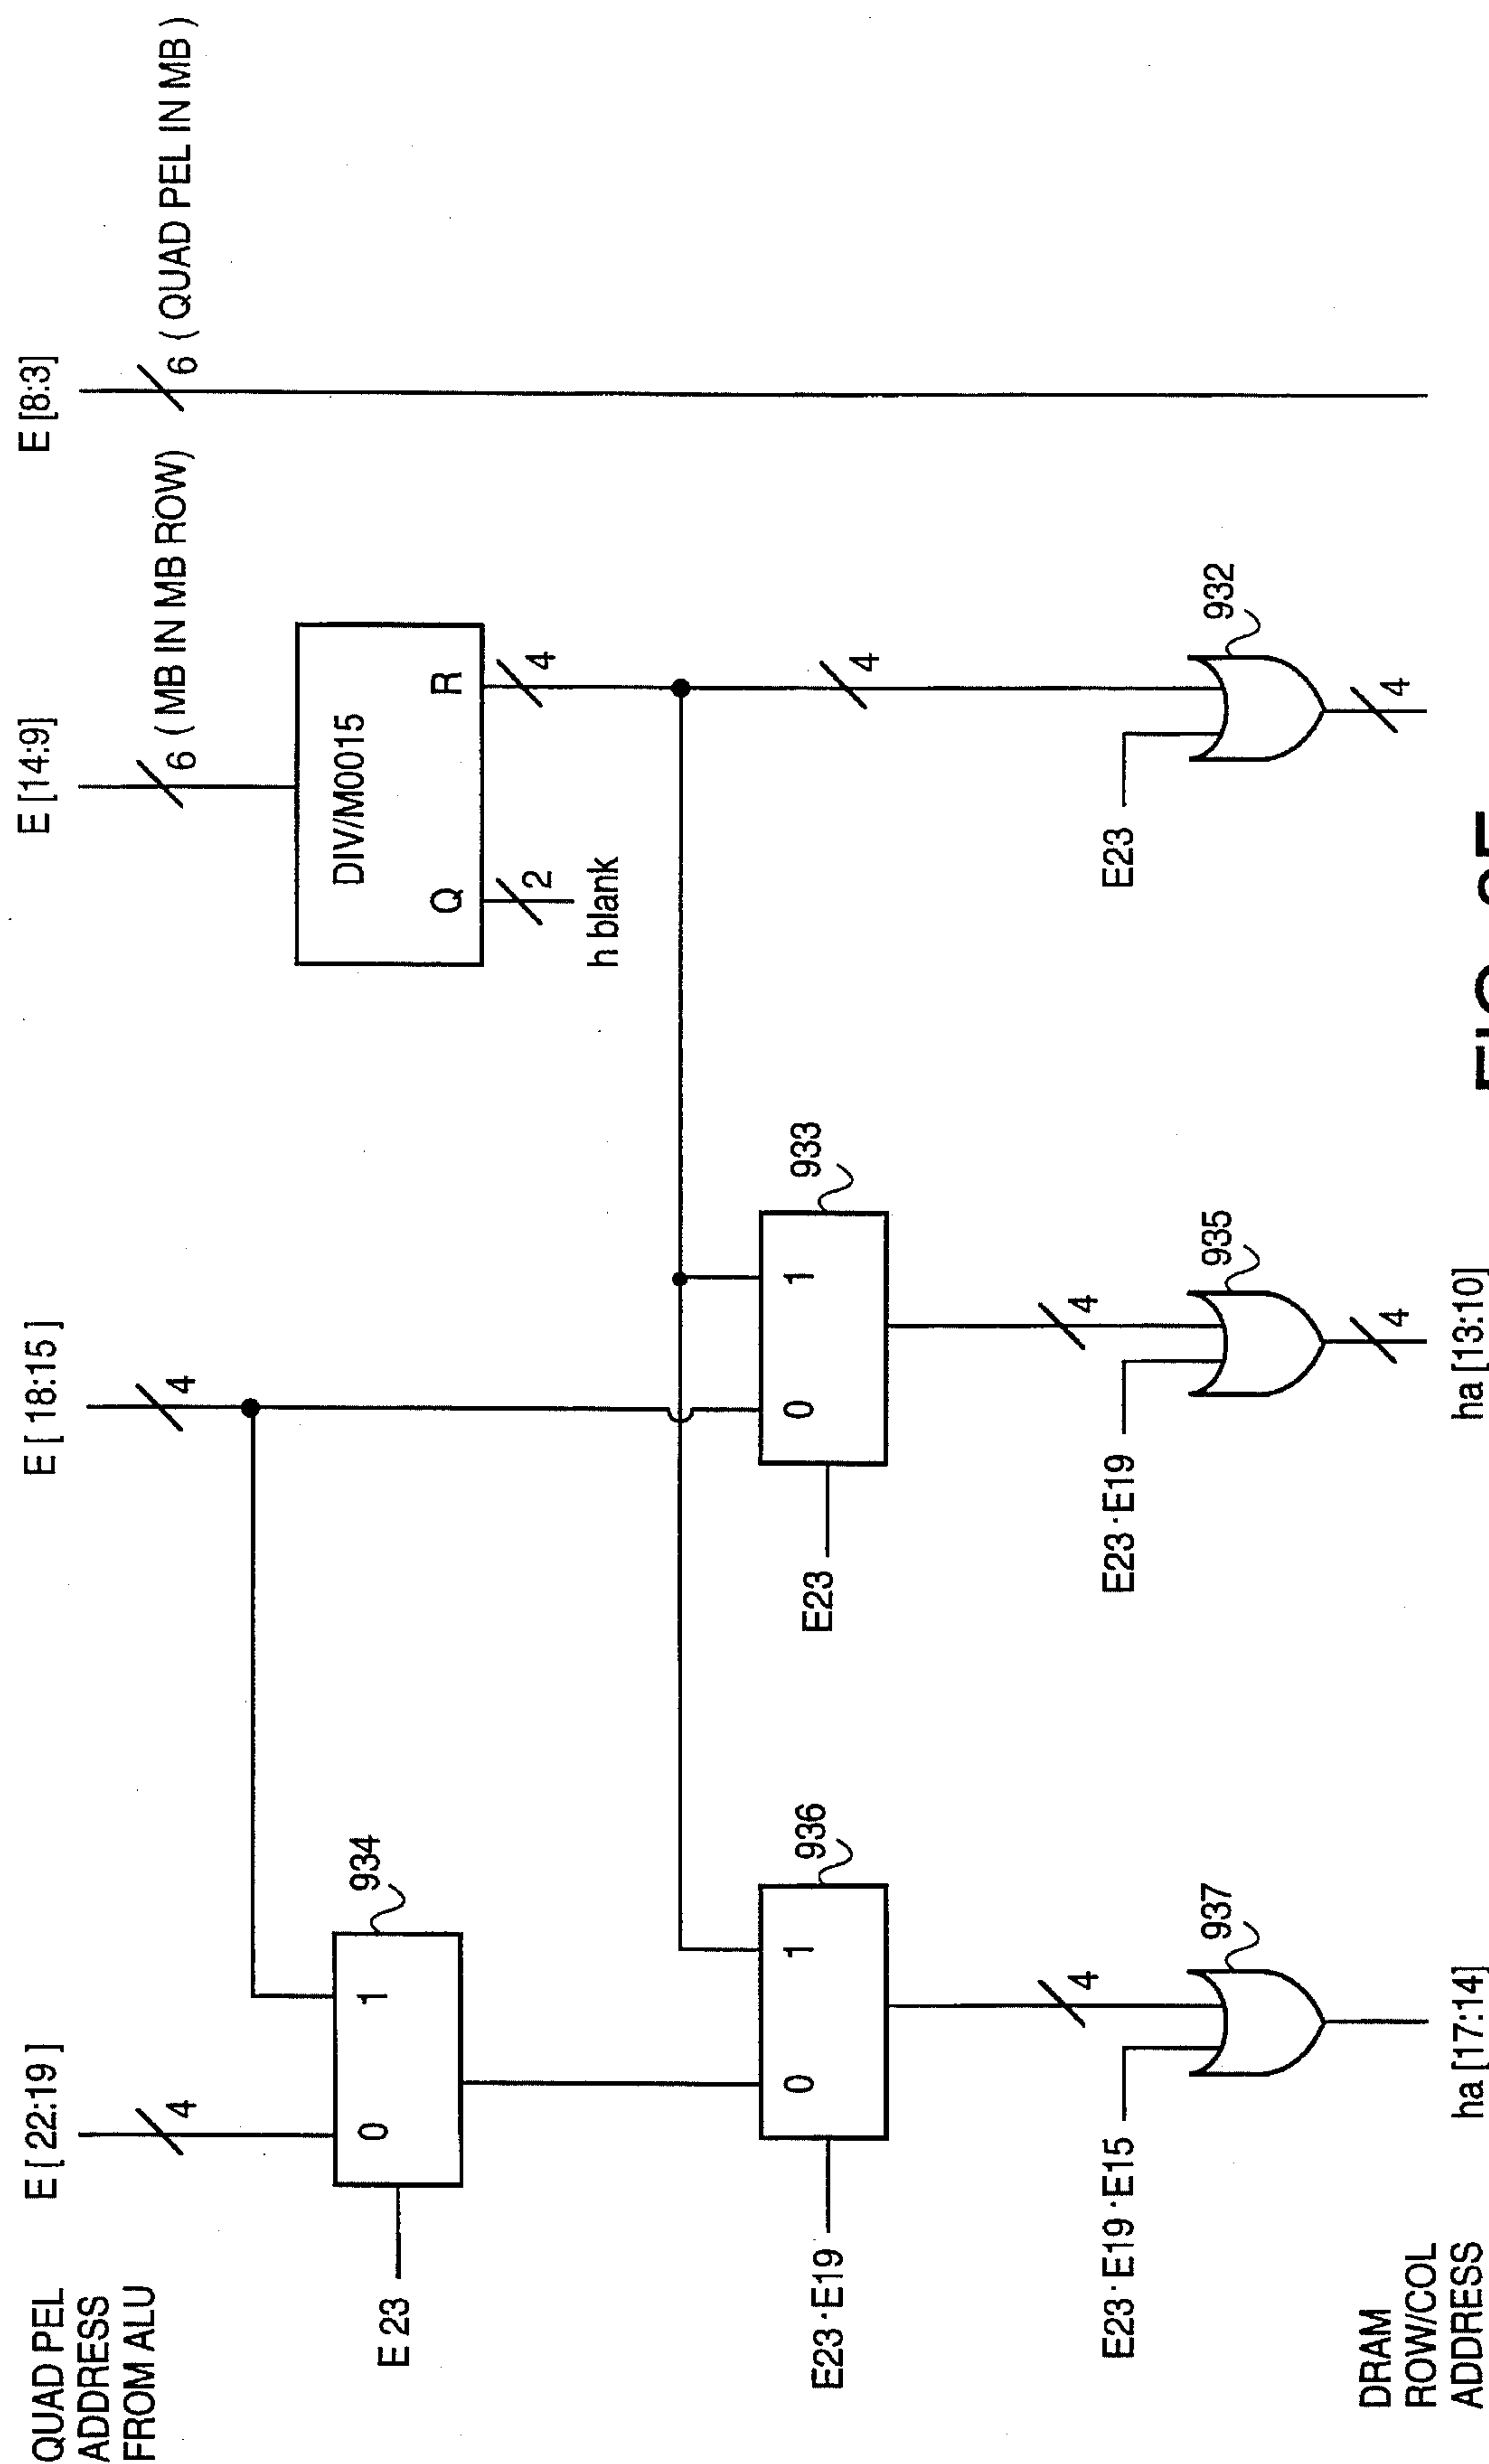 QUAD PEL
ADDRESS
FROM ALU
E [ 22:19 ]
E [ 18:15 ]
E [14:9]
E [8:3]
4
4
6 ( MB IN MB ROW)
6 ( QUAD PEL IN MB )
934
0
1
E 23
DIV/M0015
Q
R
2
4
h blank
936
0
1
E23 · E19
933
0
1
E23
4
4
4
937
E23 · E19 · E15
935
E23 · E19
932
E23
4
4
DRAM
ROW/COL
ADDRESS
ha [17:14]
ha [13:10]